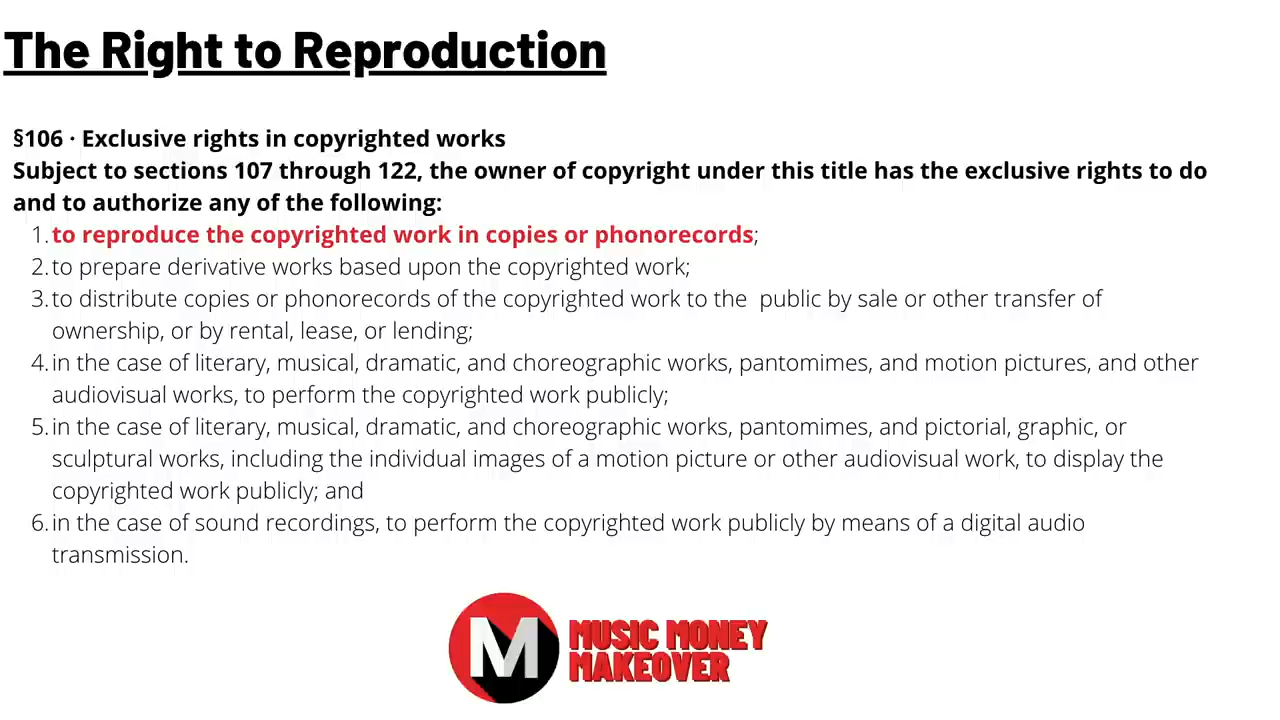 The Right to Reproduction
§106 · Exclusive rights in copyrighted works
Subject to sections 107 through 122, the owner of copyright under this title has the exclusive rights to do
and to authorize any of the following:
1. to reproduce the copyrighted work in copies or phonorecords;
2. to prepare derivative works based upon the copyrighted work;
3. to distribute copies or phonorecords of the copyrighted work to the  public by sale or other transfer of
ownership, or by rental, lease, or lending;
4. in the case of literary, musical, dramatic, and choreographic works, pantomimes, and motion pictures, and other
audiovisual works, to perform the copyrighted work publicly;
5. in the case of literary, musical, dramatic, and choreographic works, pantomimes, and pictorial, graphic, or
sculptural works, including the individual images of a motion picture or other audiovisual work, to display the
copyrighted work publicly; and
6. in the case of sound recordings, to perform the copyrighted work publicly by means of a digital audio
transmission.
M
MUSIC MONEY
MAKEOVER